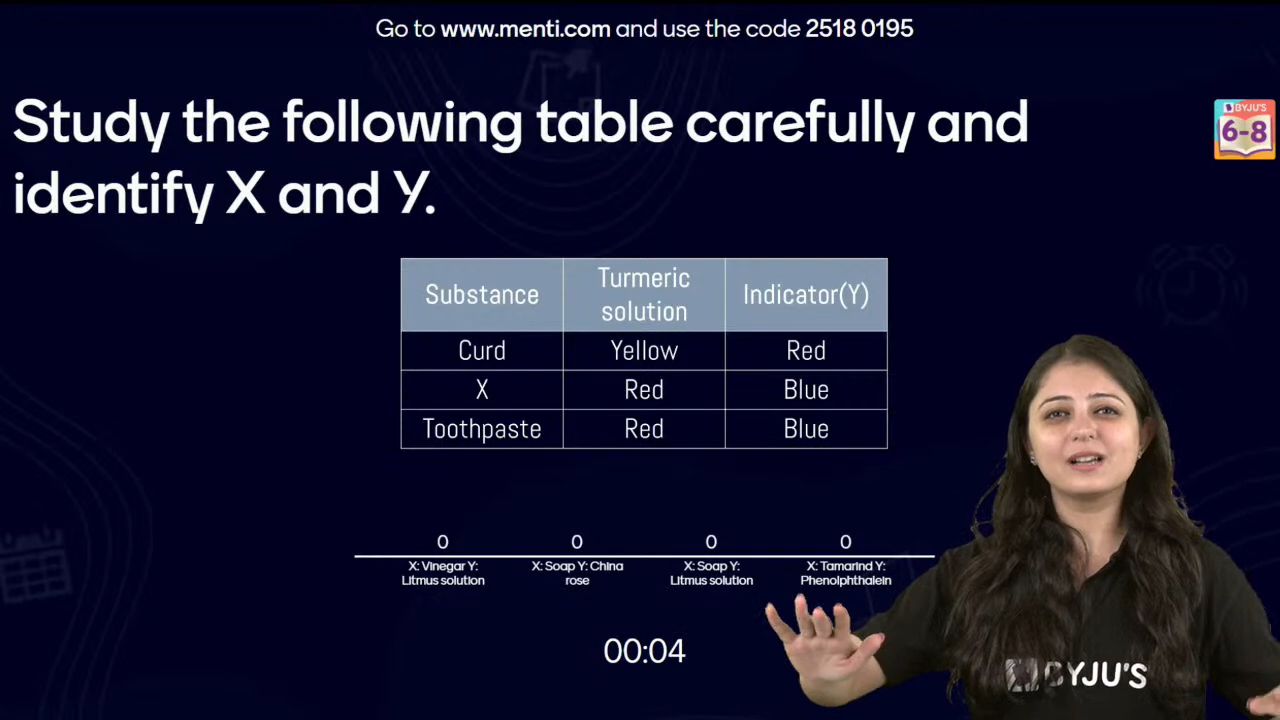 Go to www.menti.com and use the code 2518 0195
BYJU'S
6-8
Study the following table carefully and
identify X and Y.
Substance
Turmeric
solution
Indicator(Y)
Curd
Yellow
Red
X
Red
Blue
Toothpaste
Red
Blue
0
0
0
0
X: Vinegar Y:
Litmus solution
X: Soap Y: China
rose
X: Soap Y:
Litmus solution
X: Tamarind Y:
Phenolphthalein
00:04
BYJU'S